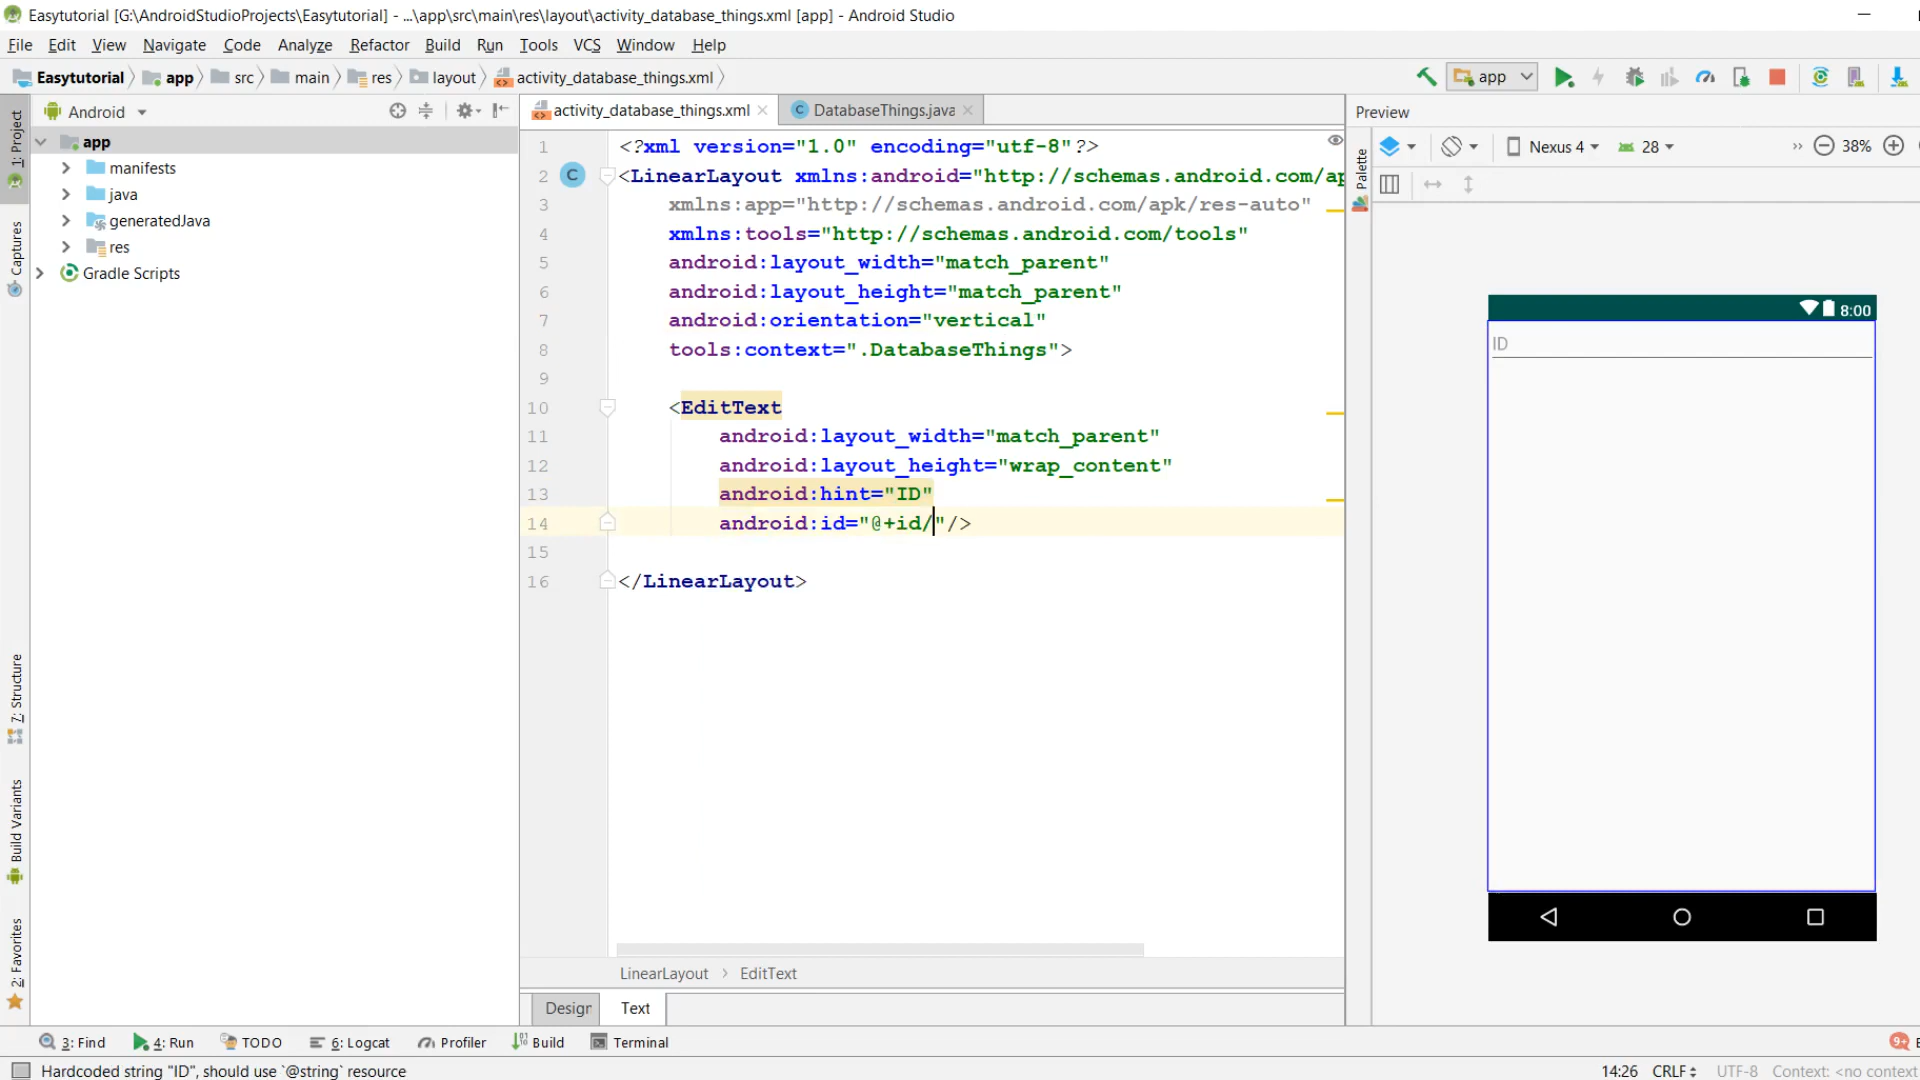 Easytutorial [G:\AndroidStudioProjects\Easytutorial] - ...\app\src\main\res\layout\activity_database_things.xml [app] - Android Studio
File Edit View Navigate Code Analyze Refactor Build Run Tools VCS Window Help
Easytutorial app src main res layout activity_database_things.xml app
1: Project
Captures
7: Structure
Build Variants
2: Favorites
Android
app
manifests
java
generatedJava
res
Gradle Scripts
activity_database_things.xml DatabaseThings.java
1 <?xml version="1.0" encoding="utf-8"?>
2 <LinearLayout xmlns:android="http://schemas.android.com/ap
3 xmlns:app="http://schemas.android.com/apk/res-auto"
4 xmlns:tools="http://schemas.android.com/tools"
5 android:layout_width="match_parent"
6 android:layout_height="match_parent"
7 android:orientation="vertical"
8 tools:context=".DatabaseThings">
9
10 <EditText
11 android:layout_width="match_parent"
12 android:layout_height="wrap_content"
13 android:hint="ID"
14 android:id="@+id/"/>
15
16 </LinearLayout>
LinearLayout › EditText
Design Text
Preview
Palette
Nexus 4 28 38%
8:00
ID
3: Find 4: Run TODO 6: Logcat Profiler Build Terminal 9+ E
Hardcoded string "ID", should use `@string` resource 14:26 CRLF UTF-8 Context: <no context